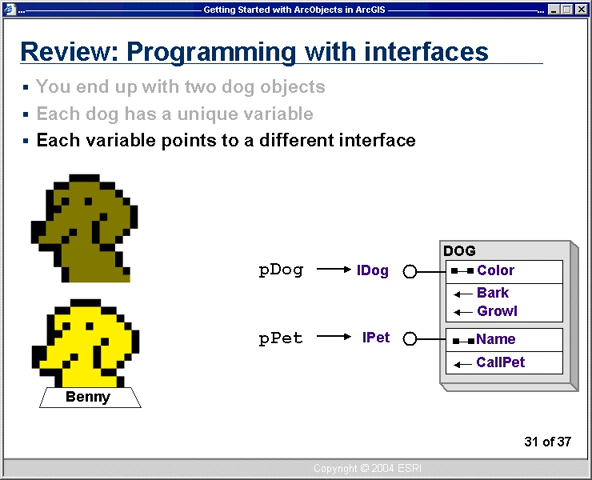 Getting Started with ArcObjects in ArcGIS
Review: Programming with interfaces
You end up with two dog objects
Each dog has a unique variable
Each variable points to a different interface
DOG
pDog IDog Color
Bark
Growl
pPet IPet Name
CallPet
Benny
31 of 37
Copyright © 2004 ESRI